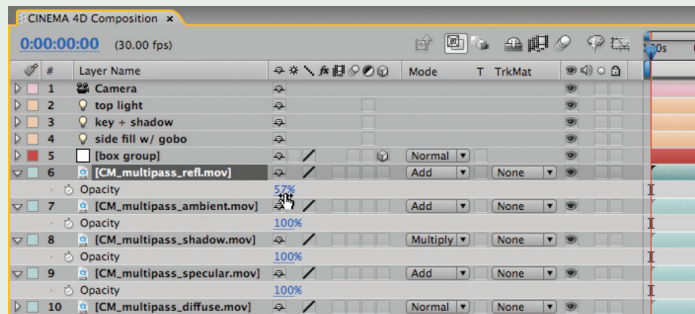 CINEMA 4D Composition ×
0:00:00:00 (30.00 fps)
00s
# Layer Name fx Mode T TrkMat
1 Camera
2 top light
3 key + shadow
4 side fill w/ gobo
5 [box group] Normal
6 [CM_multipass_refl.mov] Add None
Opacity 57%
7 [CM_multipass_ambient.mov] Add None
Opacity 100%
8 [CM_multipass_shadow.mov] Multiply None
Opacity 100%
9 [CM_multipass_specular.mov] Add None
Opacity 100%
10 [CM_multipass_diffuse.mov] Normal None